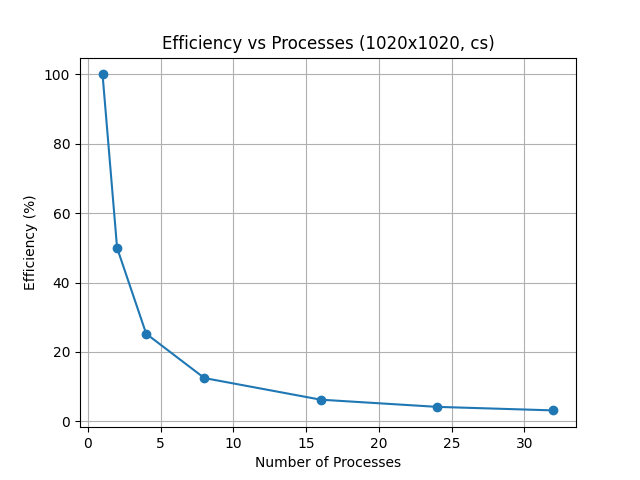 Efficiency vs Processes (1020x1020, cs)
100
80
60
40
20
0
Efficiency (%)
0 5 10 15 20 25 30
Number of Processes